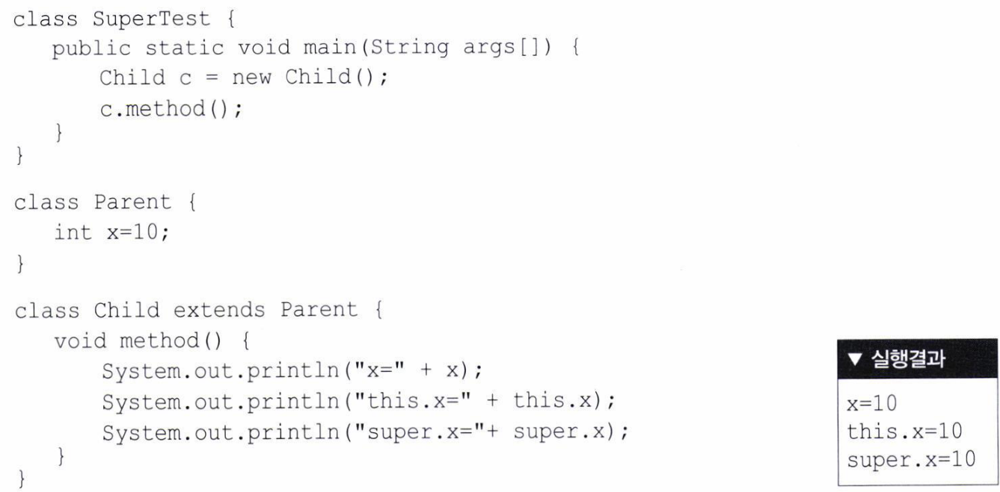 class SuperTest {
public static void main(String args[]) {
Child c = new Child();
c.method();
}
}
class Parent {
int x=10;
}
class Child extends Parent {
void method() {
System.out.println("x=" + x);
System.out.println("this.x=" + this.x);
System.out.println("super.x="+ super.x);
}
}
▼ 실행결과
x=10
this.x=10
super.x=10